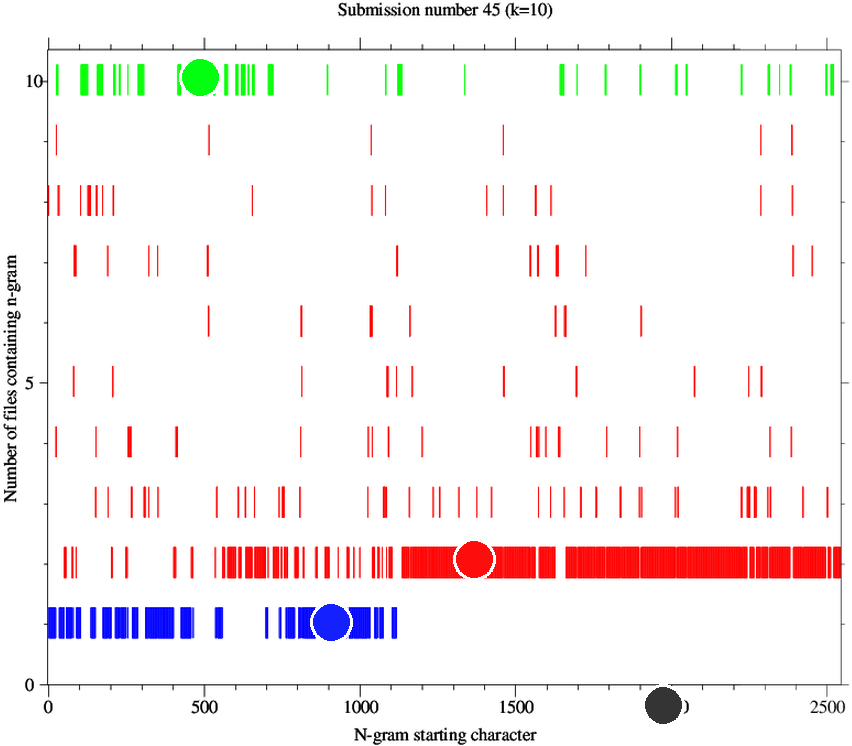 Submission number 45 (k=10)
10
5
0
Number of files containing n-gram
0 500 1000 1500 2500
N-gram starting character